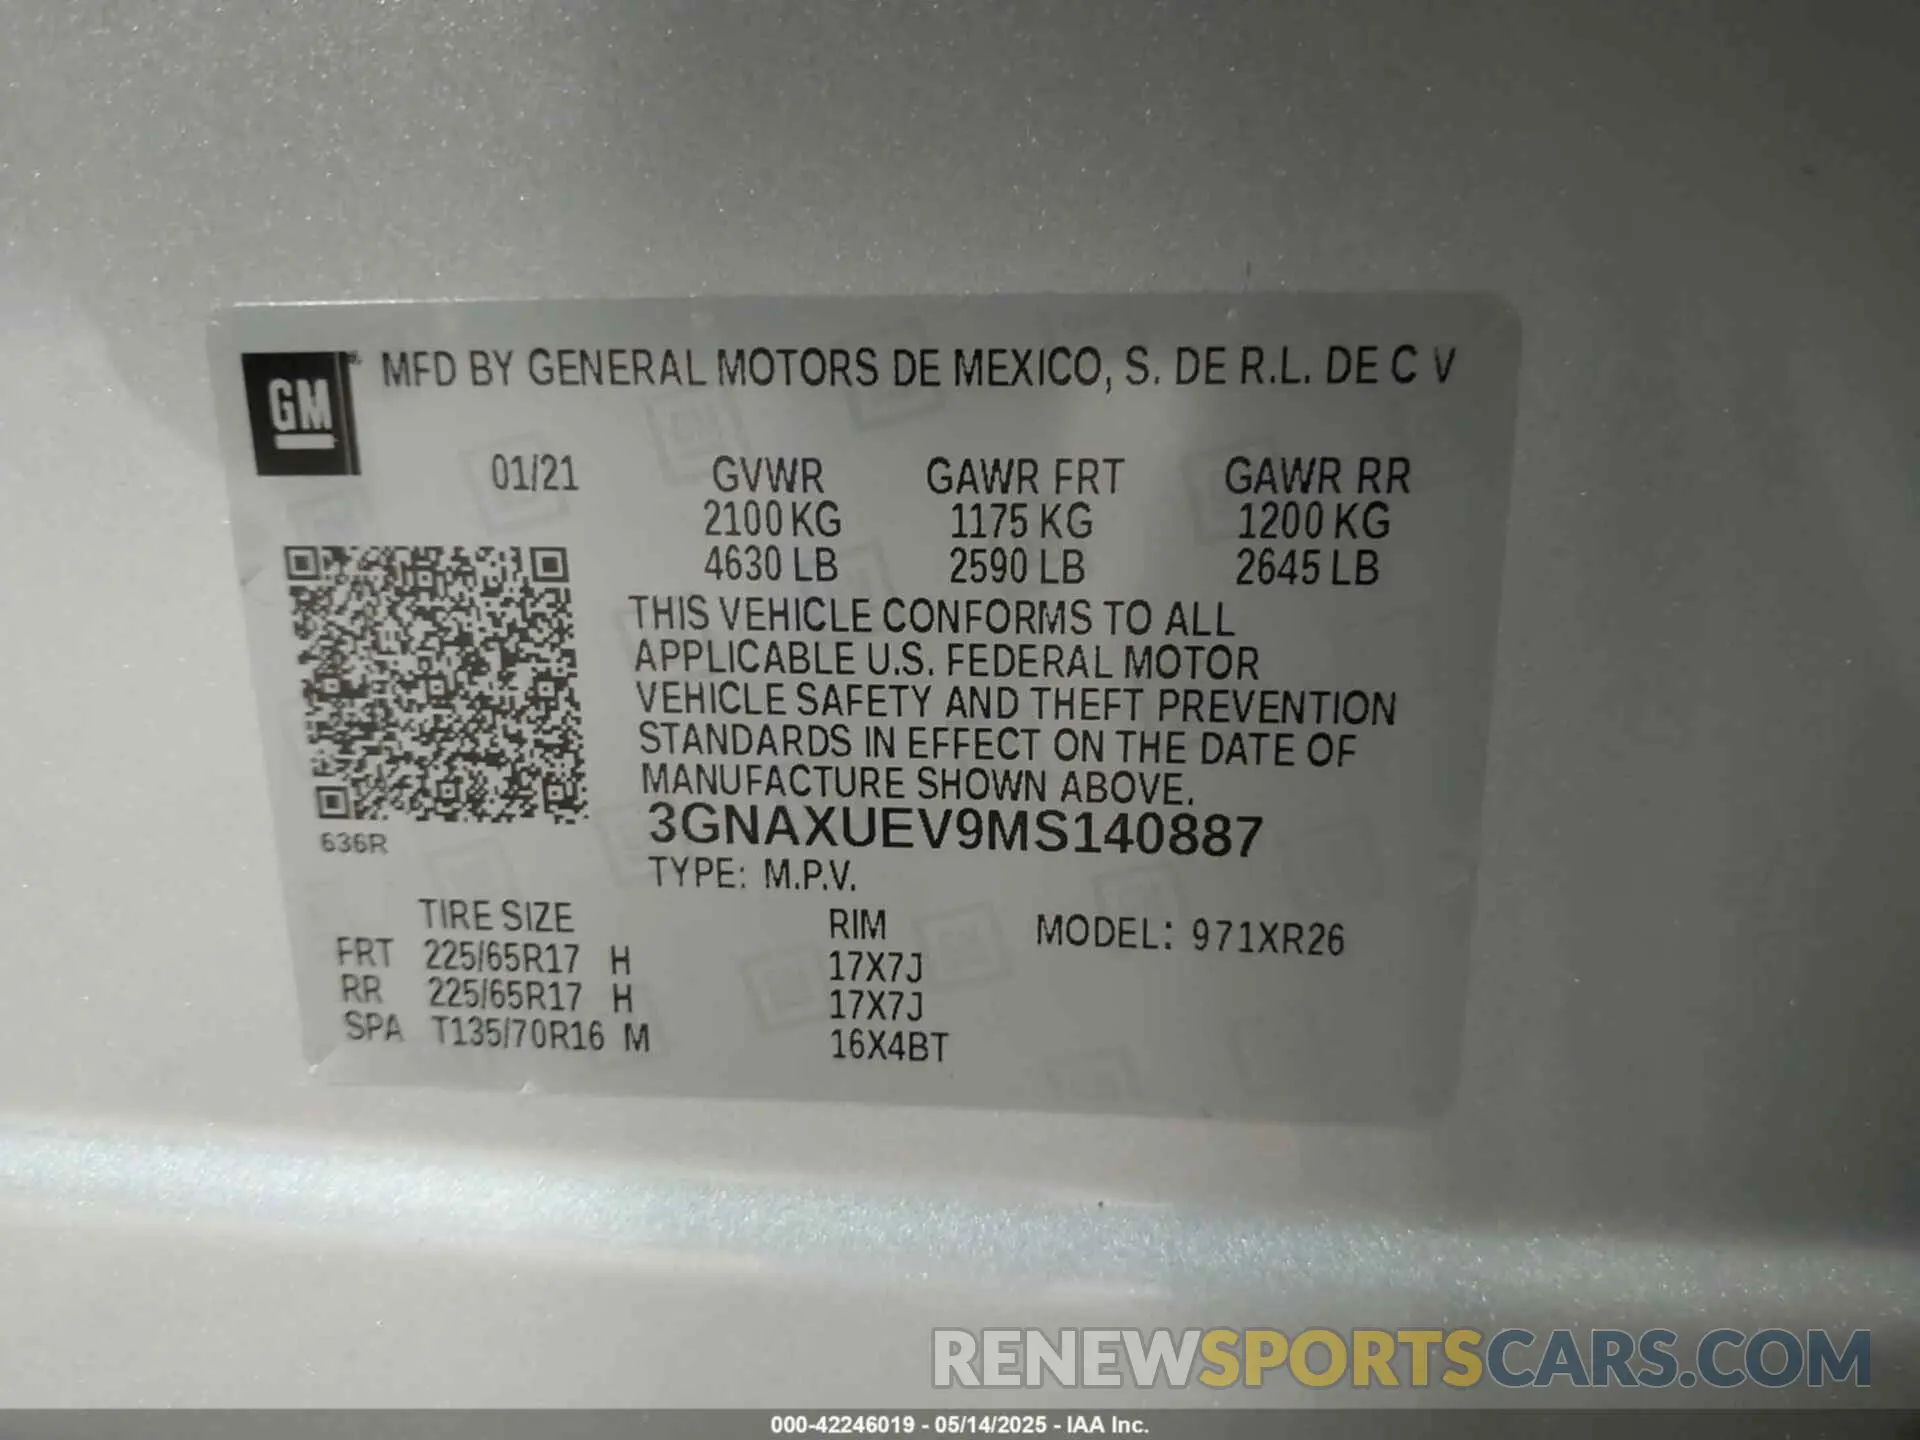 GM
MFD BY GENERAL MOTORS DE MEXICO, S. DE R.L. DE C V
01/21 GVWR GAWR FRT GAWR RR
2100 KG 1175 KG 1200 KG
4630 LB 2590 LB 2645 LB
THIS VEHICLE CONFORMS TO ALL
APPLICABLE U.S. FEDERAL MOTOR
VEHICLE SAFETY AND THEFT PREVENTION
STANDARDS IN EFFECT ON THE DATE OF
MANUFACTURE SHOWN ABOVE.
3GNAXUEV9MS140887
636R
TYPE: M.P.V.
TIRE SIZE RIM MODEL: 971XR26
FRT 225/65R17 H 17X7J
RR 225/65R17 H 17X7J
SPA T135/70R16 M 16X4BT
RENEWSPORTSCARS.COM
000-42246019 - 05/14/2025 - IAA Inc.